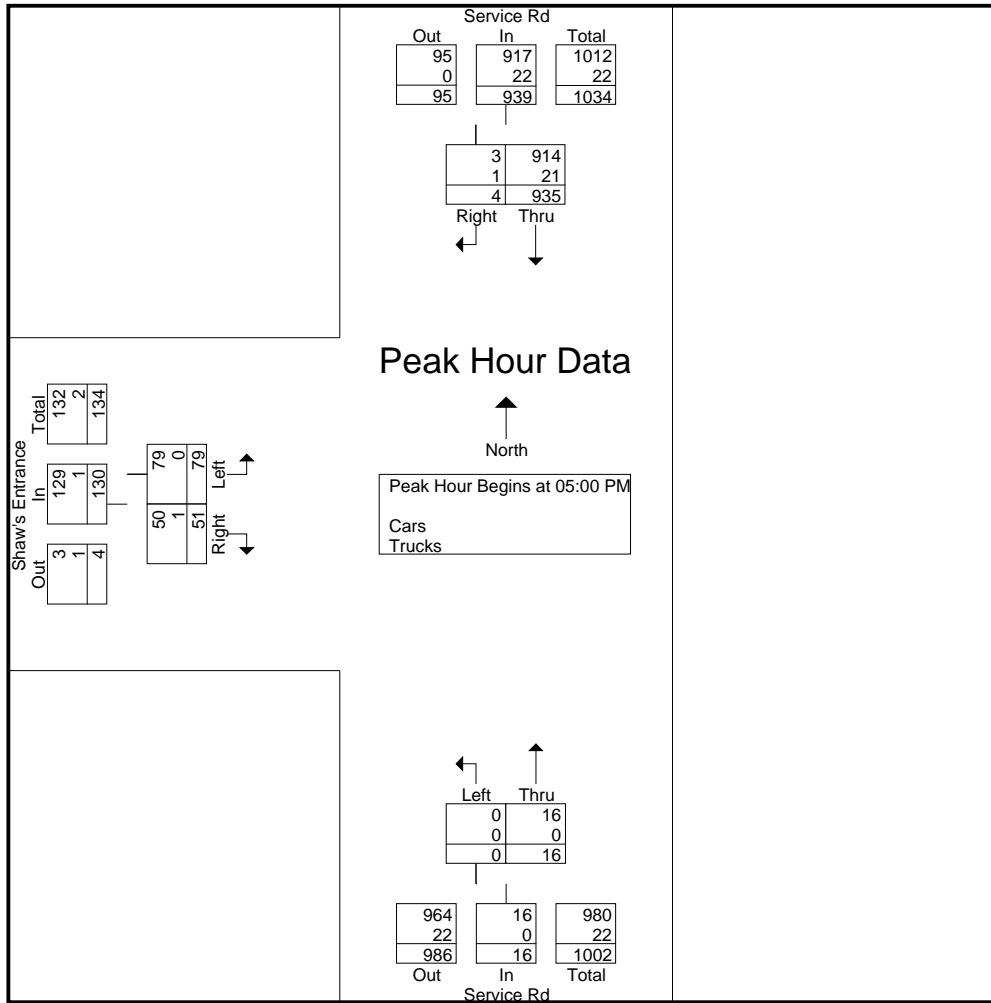 Service Rd
Out In Total
95 917 1012
0 22 22
95 939 1034
3 914
1 21
4 935
Right Thru
Peak Hour Data
North
Peak Hour Begins at 05:00 PM
Cars
Trucks
Shaw's Entrance
Out In Total
3 129 132
1 1 2
4 130 134
50 79
1 0
51 79
Right Left
Left Thru
0 16
0 0
0 16
964 16 980
22 0 22
986 16 1002
Out In Total
Service Rd